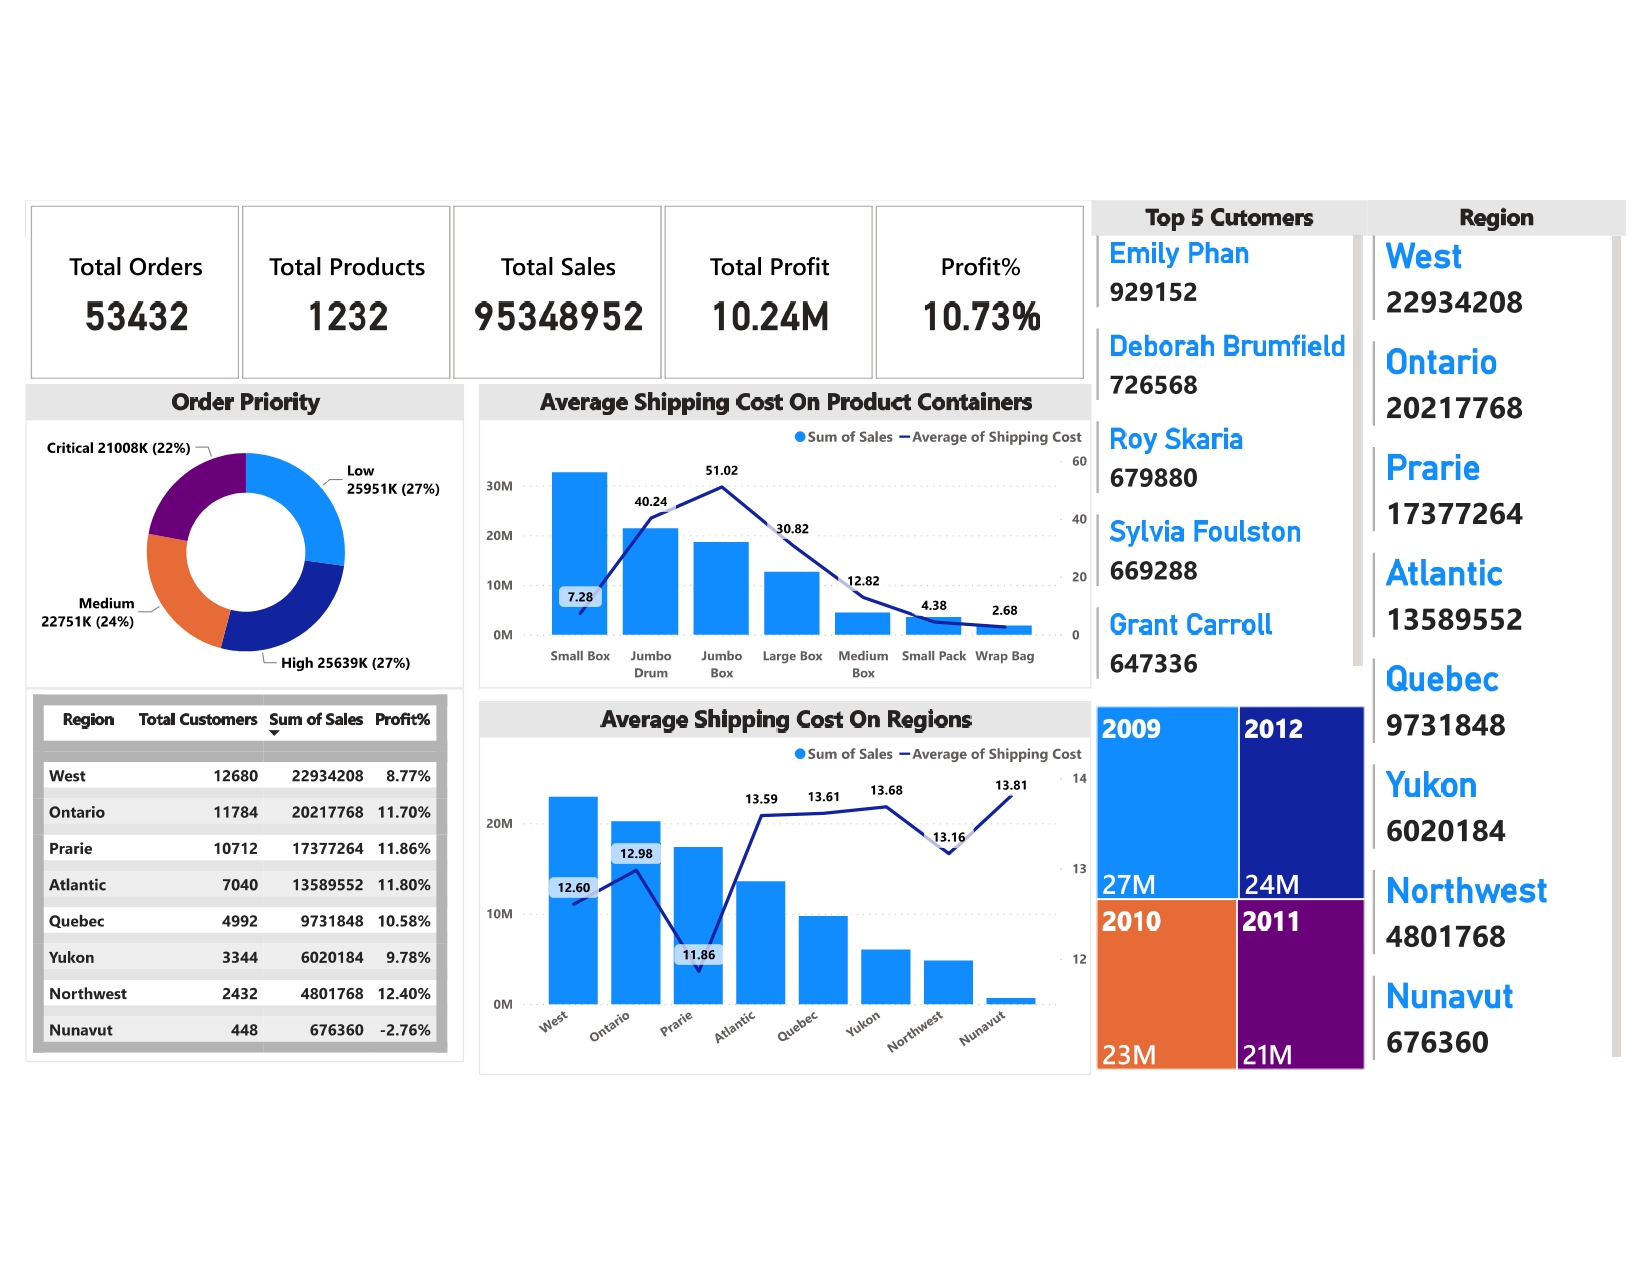 Total Orders
53432
Total Products
1232
Total Sales
95348952
Total Profit
10.24M
Profit%
10.73%
Order Priority
Critical 21008K (22%)
Low
25951K (27%)
Medium
22751K (24%)
High 25639K (27%)
Average Shipping Cost On Product Containers
Sum of Sales Average of Shipping Cost
30M
20M
10M
0M
60
40
20
0
7.28
40.24
51.02
30.82
12.82
4.38
2.68
Small Box
Jumbo
Drum
Jumbo
Box
Large Box
Medium
Box
Small Pack
Wrap Bag
Region Total Customers Sum of Sales Profit%
West 12680 22934208 8.77%
Ontario 11784 20217768 11.70%
Prarie 10712 17377264 11.86%
Atlantic 7040 13589552 11.80%
Quebec 4992 9731848 10.58%
Yukon 3344 6020184 9.78%
Northwest 2432 4801768 12.40%
Nunavut 448 676360 -2.76%
Average Shipping Cost On Regions
Sum of Sales Average of Shipping Cost
20M
10M
0M
14
13
12
12.60
12.98
11.86
13.59
13.61
13.68
13.16
13.81
West
Ontario
Prarie
Atlantic
Quebec
Yukon
Northwest
Nunavut
Top 5 Cutomers
Emily Phan
929152
Deborah Brumfield
726568
Roy Skaria
679880
Sylvia Foulston
669288
Grant Carroll
647336
2009
27M
2012
24M
2010
23M
2011
21M
Region
West
22934208
Ontario
20217768
Prarie
17377264
Atlantic
13589552
Quebec
9731848
Yukon
6020184
Northwest
4801768
Nunavut
676360